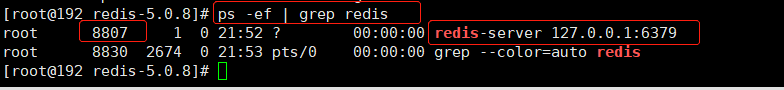 [root@192 redis-5.0.8]# ps -ef | grep redis
root       8807      1  0 21:52 ?        00:00:00 redis-server 127.0.0.1:6379
root       8830   2674  0 21:53 pts/0    00:00:00 grep --color=auto redis
[root@192 redis-5.0.8]#